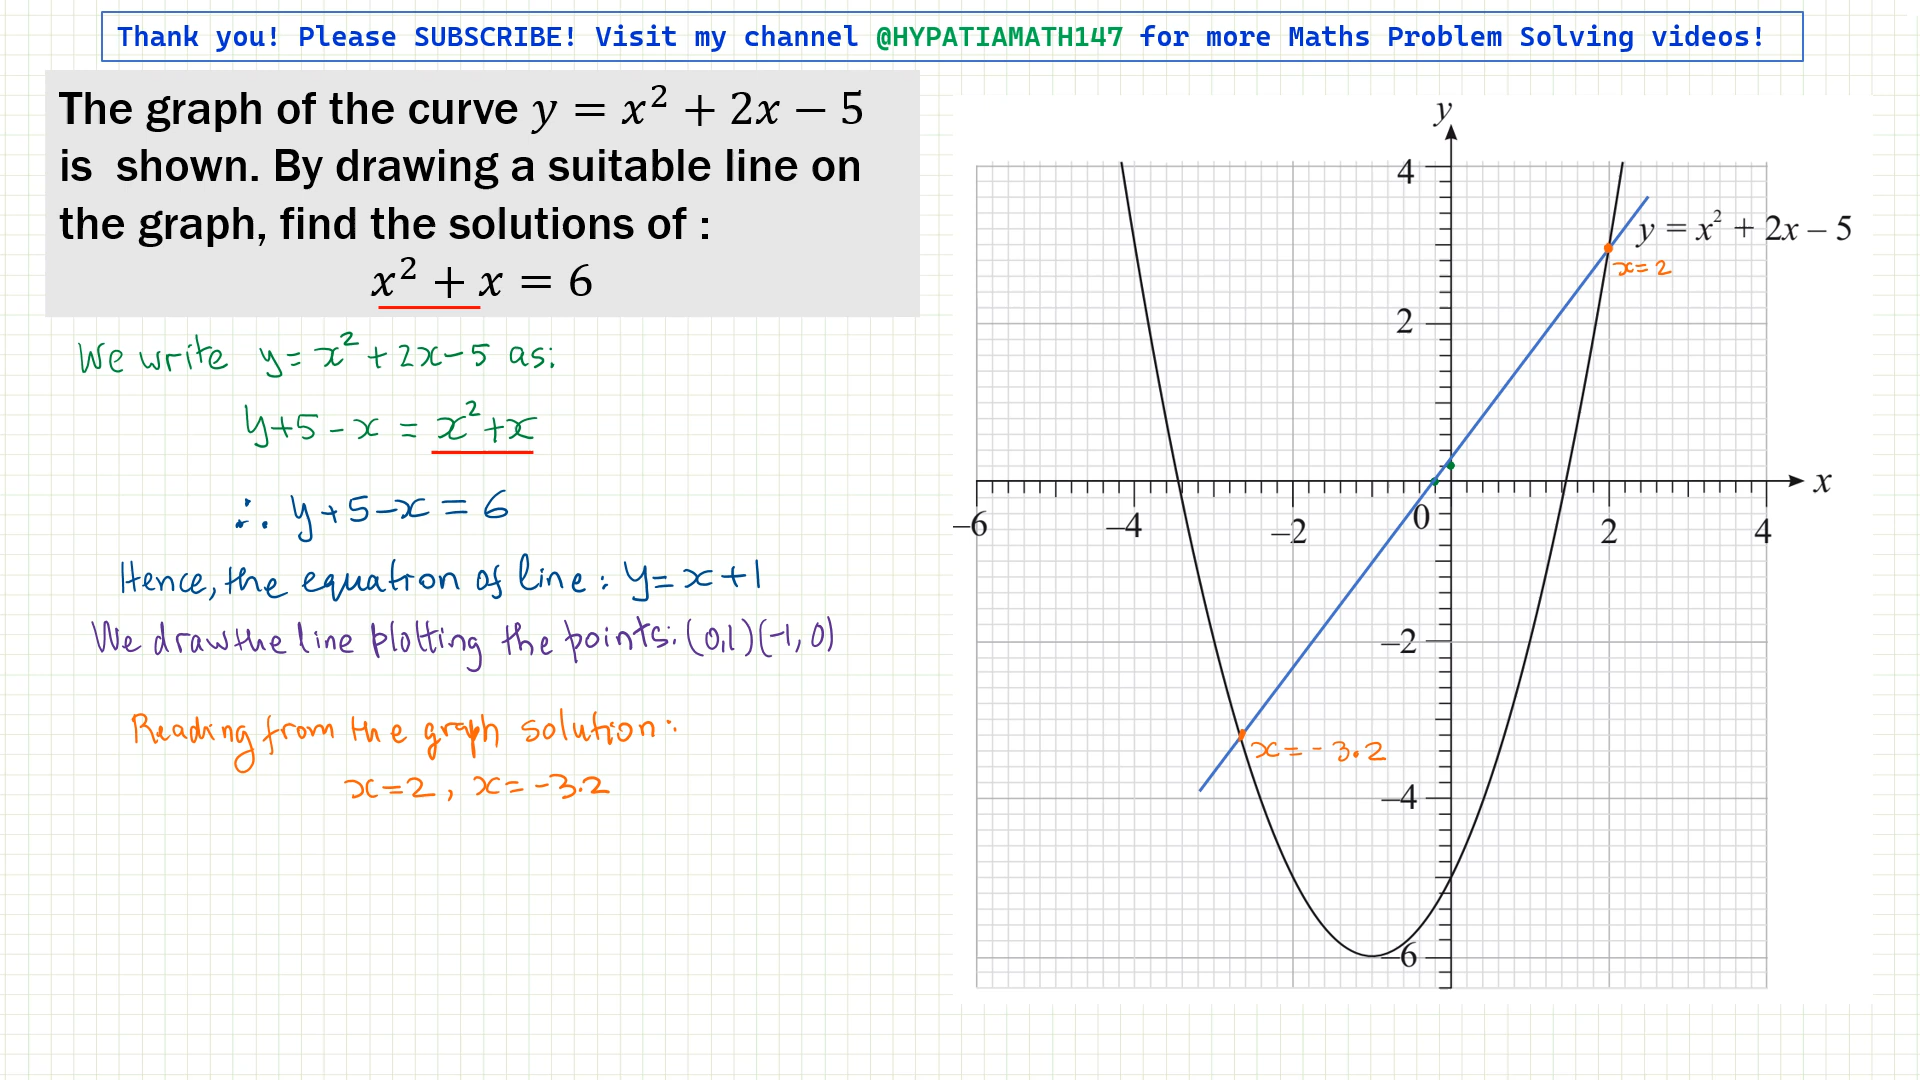 Thank you! Please SUBSCRIBE! Visit my channel @HYPATIAMATH147 for more Maths Problem Solving videos!
The graph of the curve y = x² + 2x − 5
is shown. By drawing a suitable line on
the graph, find the solutions of :
x² + x = 6
We write y = x² + 2x − 5 as:
y + 5 − x = x² + x
∴ y + 5 − x = 6
Hence, the equation of line: y = x + 1
We draw the line plotting the points: (0,1) (−1, 0)
Reading from the graph solution:
x = 2, x = −3.2
y
4
y = x² + 2x – 5
x = 2
2
x
–6
–4
–2
0
2
4
–2
x = −3.2
–4
–6